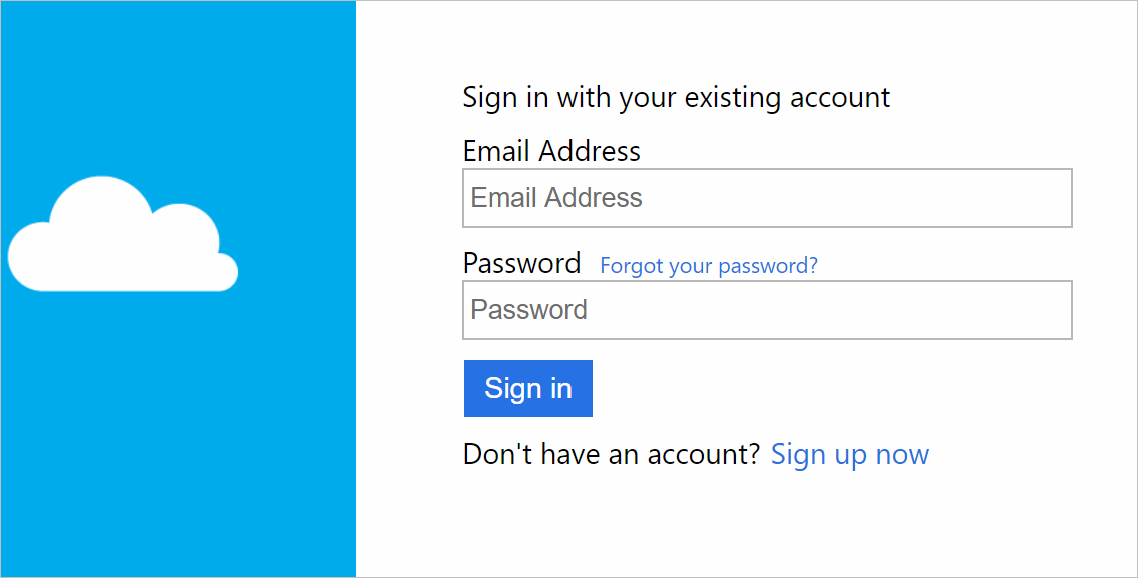 Sign in with your existing account
Email Address
Email Address
Password Forgot your password?
Password
Sign in
Don't have an account? Sign up now